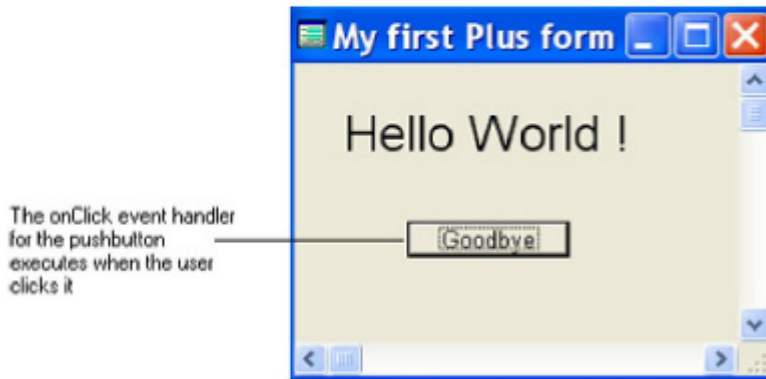 My first Plus form
Hello World !
The onClick event handler
for the pushbutton
executes when the user
clicks it
Goodbye